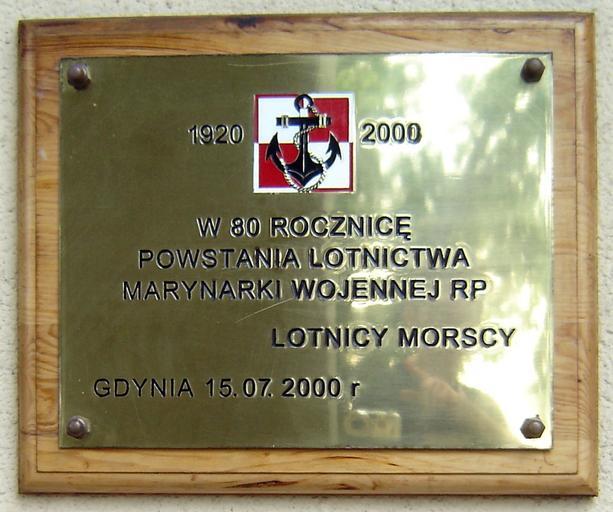 1920 2000
W 80 ROCZNICĘ
POWSTANIA LOTNICTWA
MARYNARKI WOJENNEJ RP
LOTNICY MORSCY
GDYNIA 15.07.2000 r